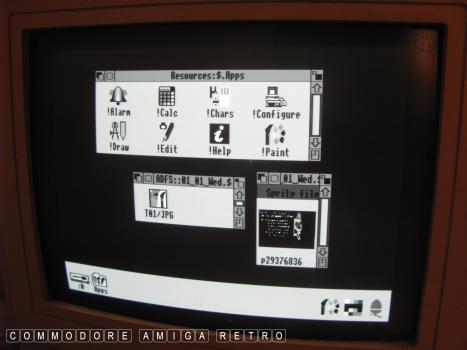 Resources:$.Apps
!Alarm !Calc !Chars !Configure
!Draw !Edit !Help !Paint
ADFS::01_01_Wed.$
01_Wed.$
Sprite file
T01/JPG
p29376836
:0 Apps
COMMODORE AMIGA RETRO